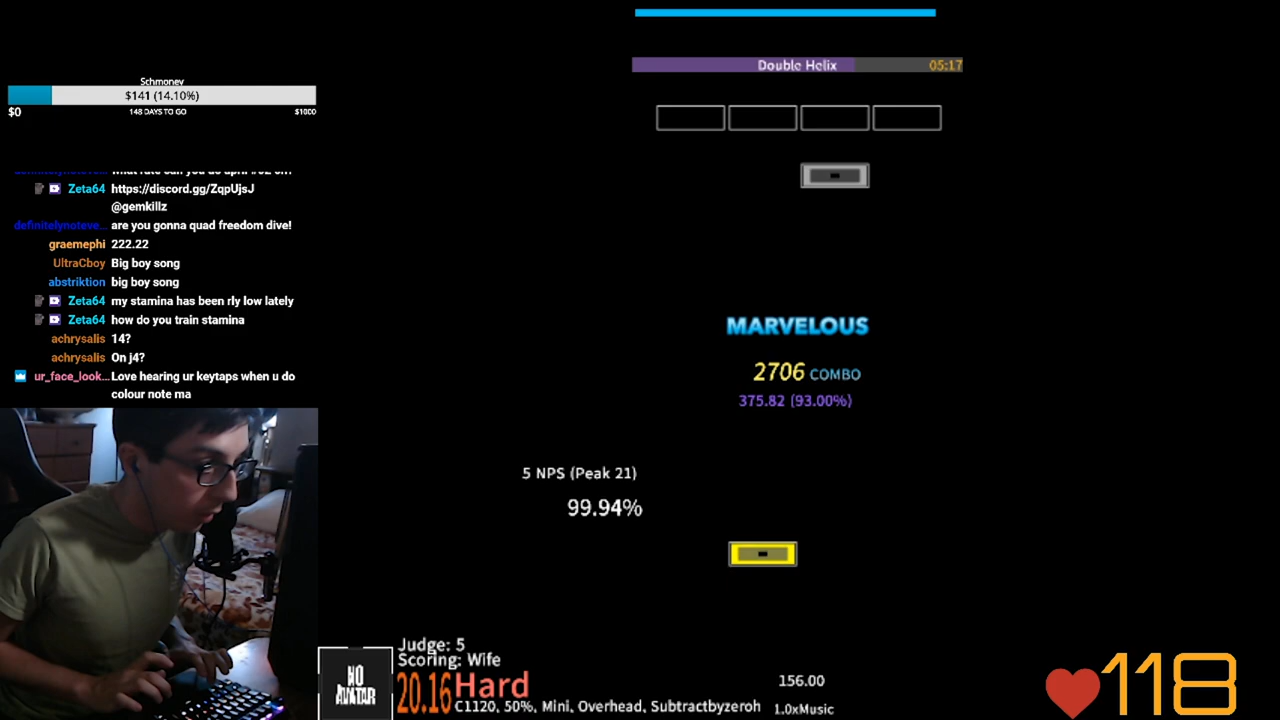 Double Helix
05:17
Schmonev
$141 (14.10%)
$0
148 DAYS TO GO
$1000
Zeta64 https://discord.gg/ZqpUjsJ
@gemkillz
definitelynoteve... are you gonna quad freedom dive!
graemephi 222.22
UltraCboy Big boy song
abstriktion big boy song
Zeta64 my stamina has been rly low lately
Zeta64 how do you train stamina
achrysalis 14?
achrysalis On j4?
ur_face_look... Love hearing ur keytaps when u do
colour note ma
MARVELOUS
2706 COMBO
375.82 (93.00%)
5 NPS (Peak 21)
99.94%
NO
AVATAR
Judge: 5
Scoring: Wife
20.16 Hard
C1120, 50%, Mini, Overhead, Subtractbyzeroh
156.00
1.0xMusic
118